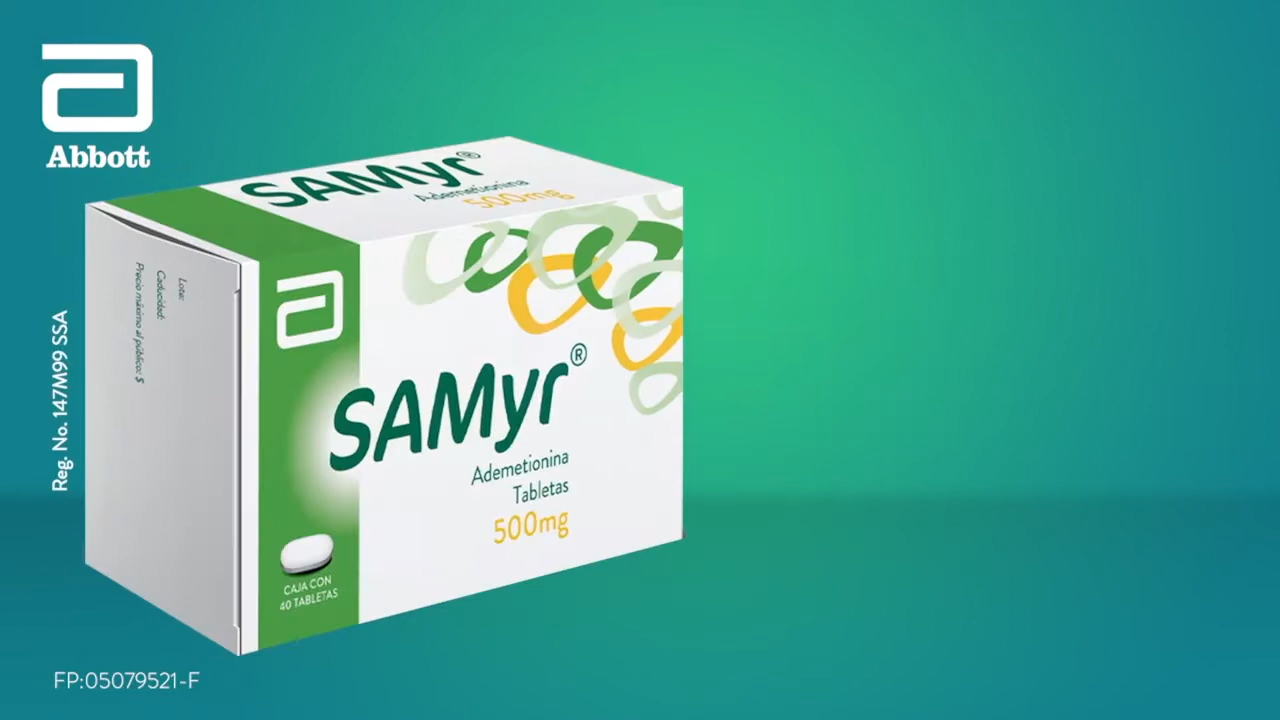 Abbott
SAMyr®
Ademetionina
500mg
Lote:
Caducidad:
Precio máximo al público: $
SAMyr®
Ademetionina
Tabletas
500mg
CAJA CON
40 TABLETAS
Reg. No. 147M99 SSA
FP:05079521-F